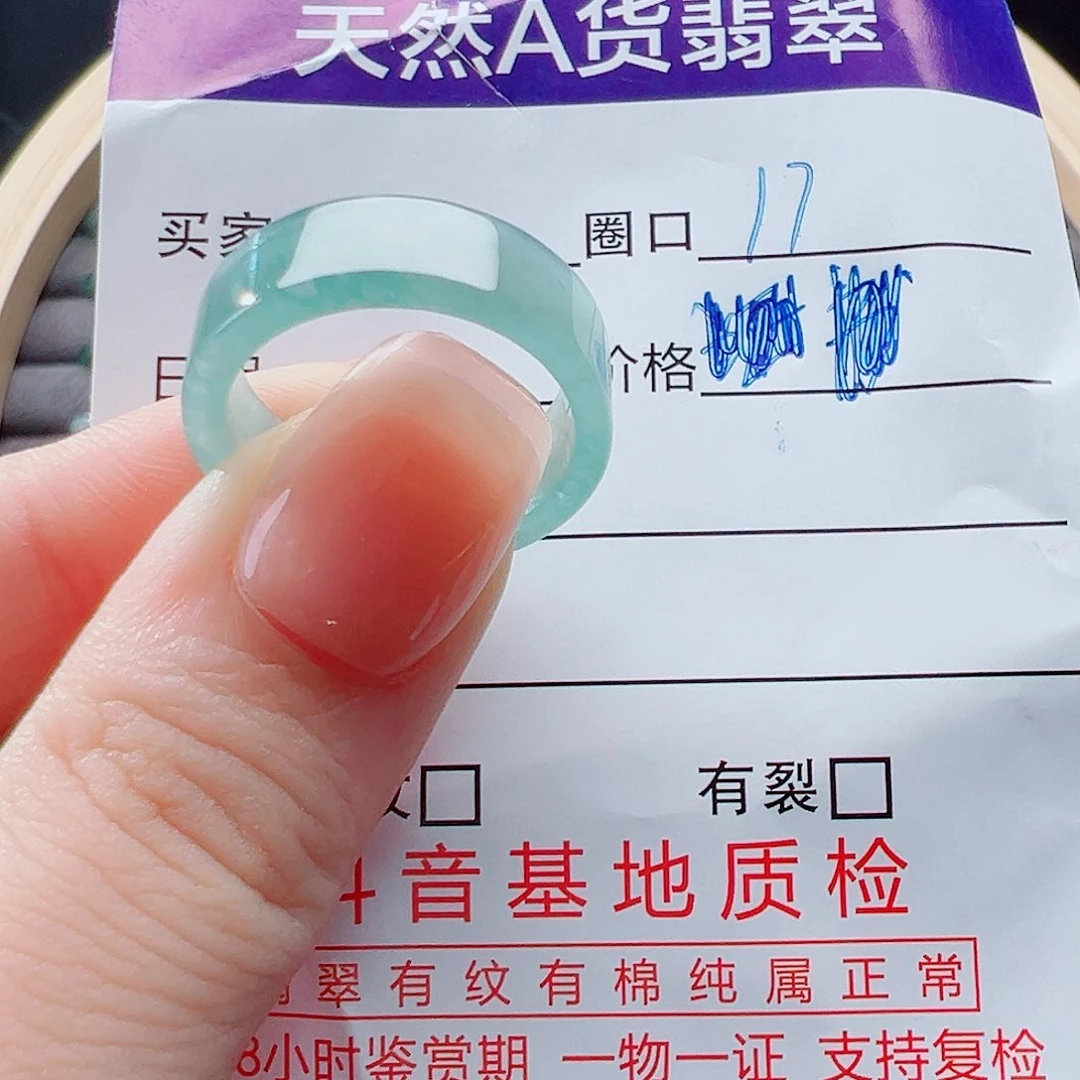 天然A货翡翠
买家 圈口 17
价格
有裂□
音基地质检
翠有纹有棉纯属正常
8小时鉴赏期 一物一证 支持复检